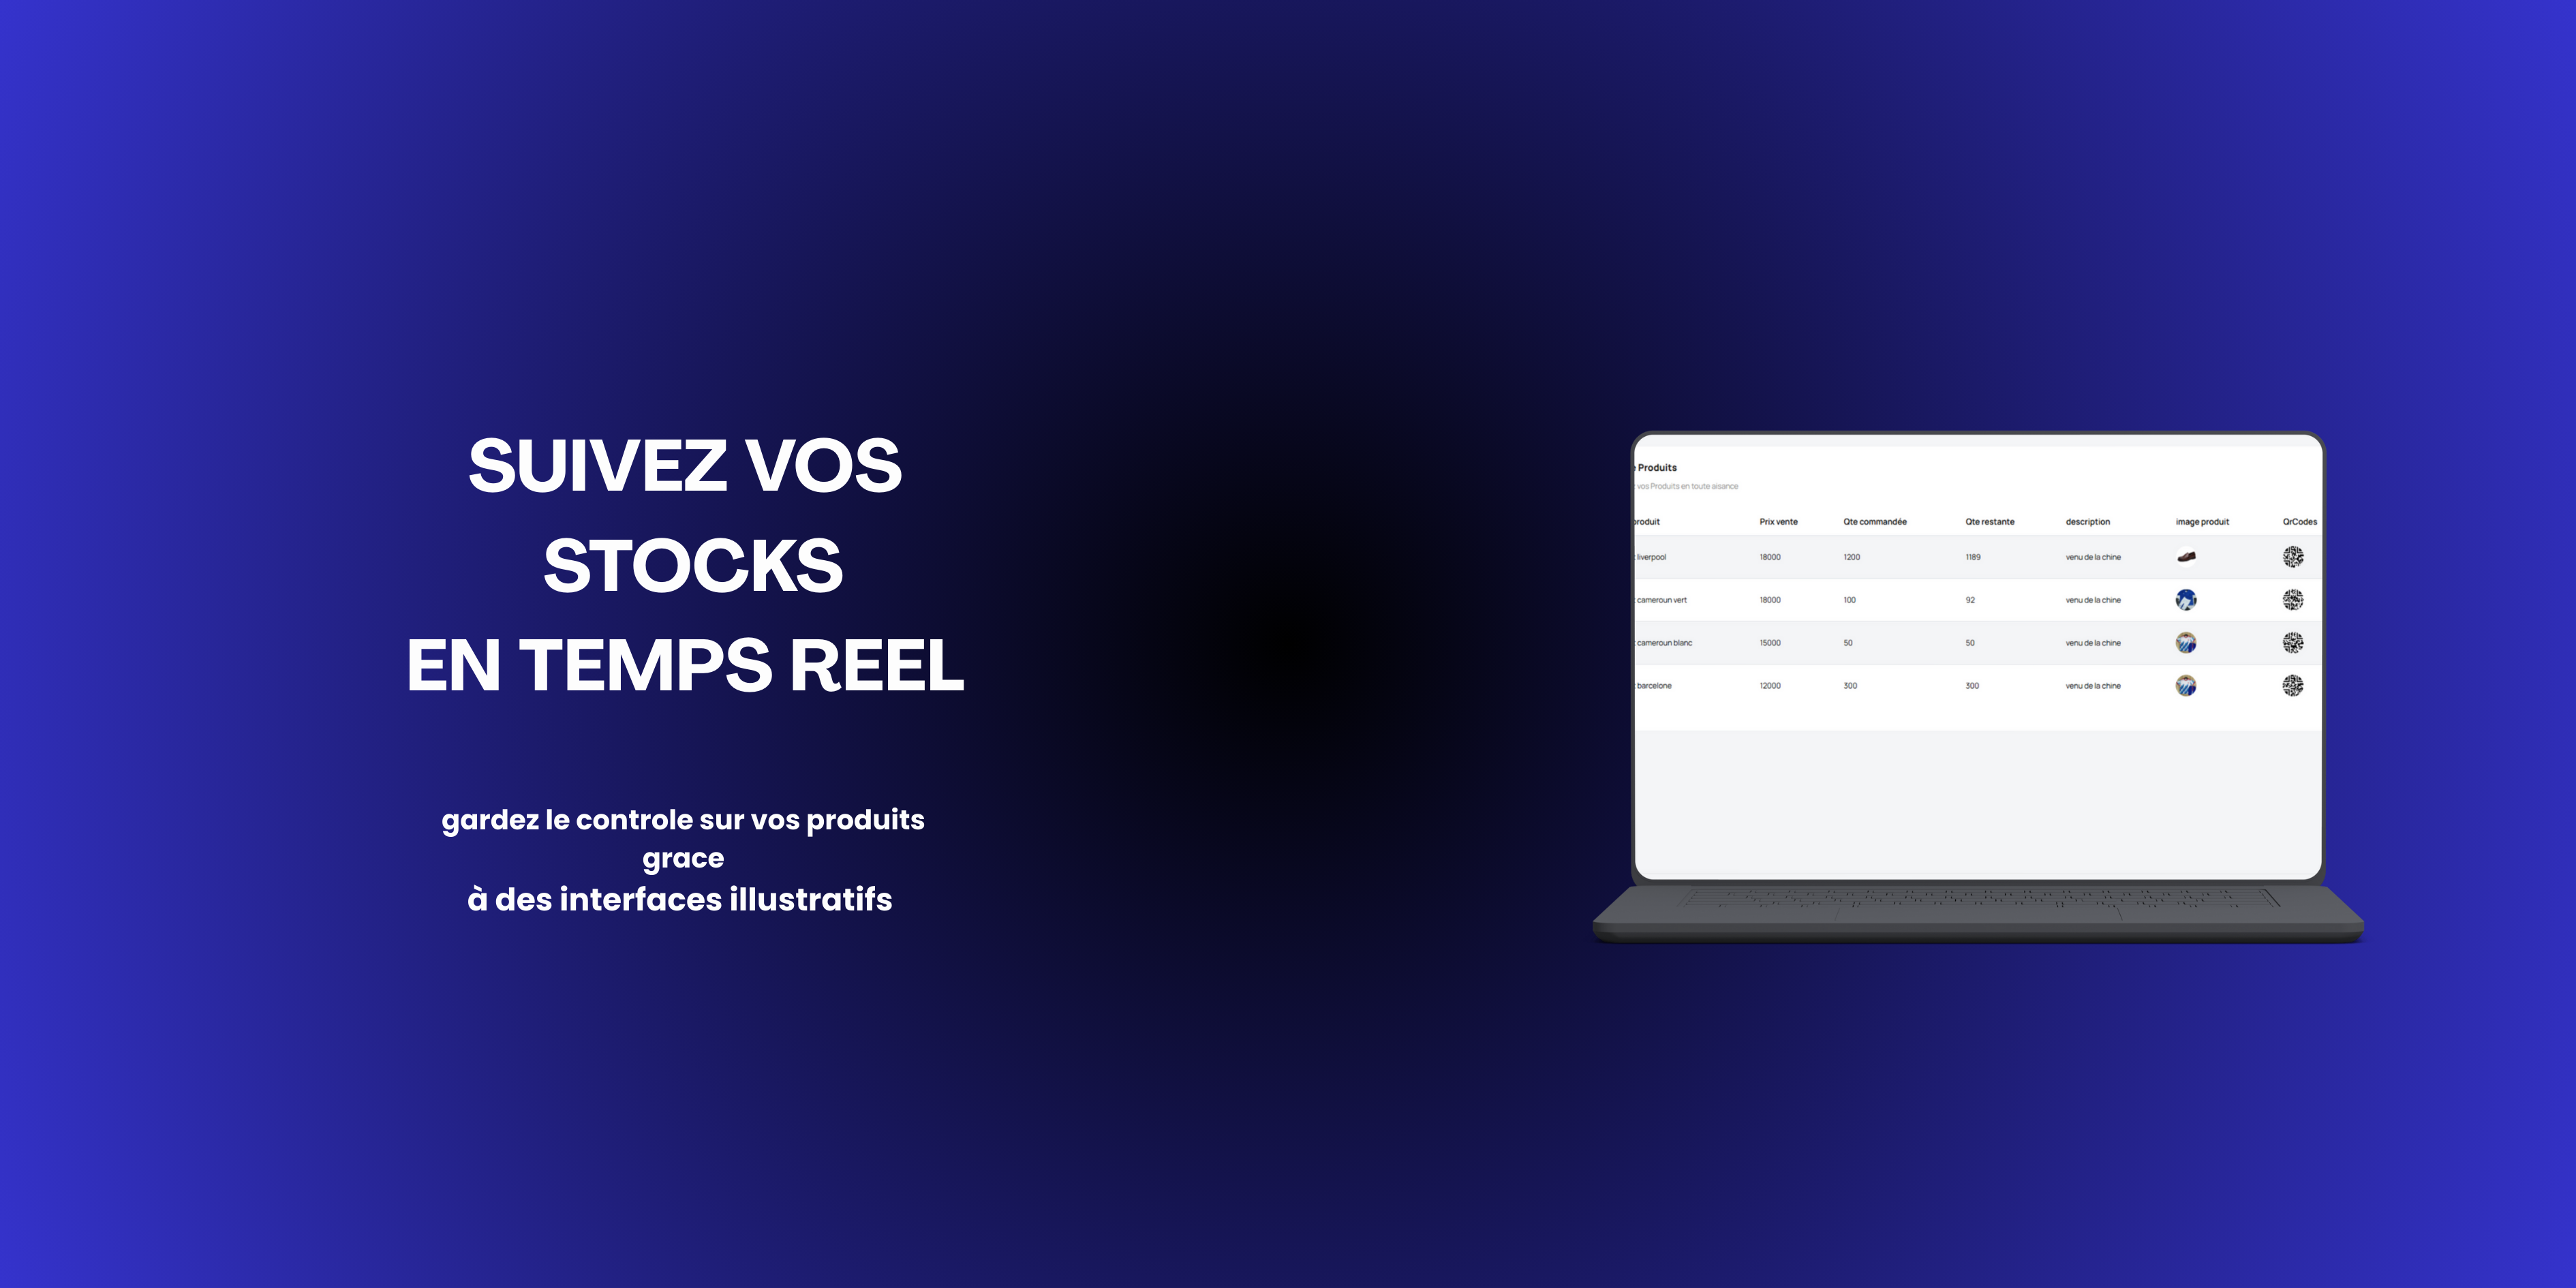 SUIVEZ VOS
STOCKS
EN TEMPS REEL
gardez le controle sur vos produits
grace
à des interfaces illustratifs
Produits
vos Produits en toute aisance
produit Prix vente Qte commandée Qte restante description image produit QrCodes
liverpool 18000 1200 1189 venu de la chine
cameroun vert 18000 100 92 venu de la chine
cameroun blanc 15000 50 50 venu de la chine
barcelone 12000 300 300 venu de la chine